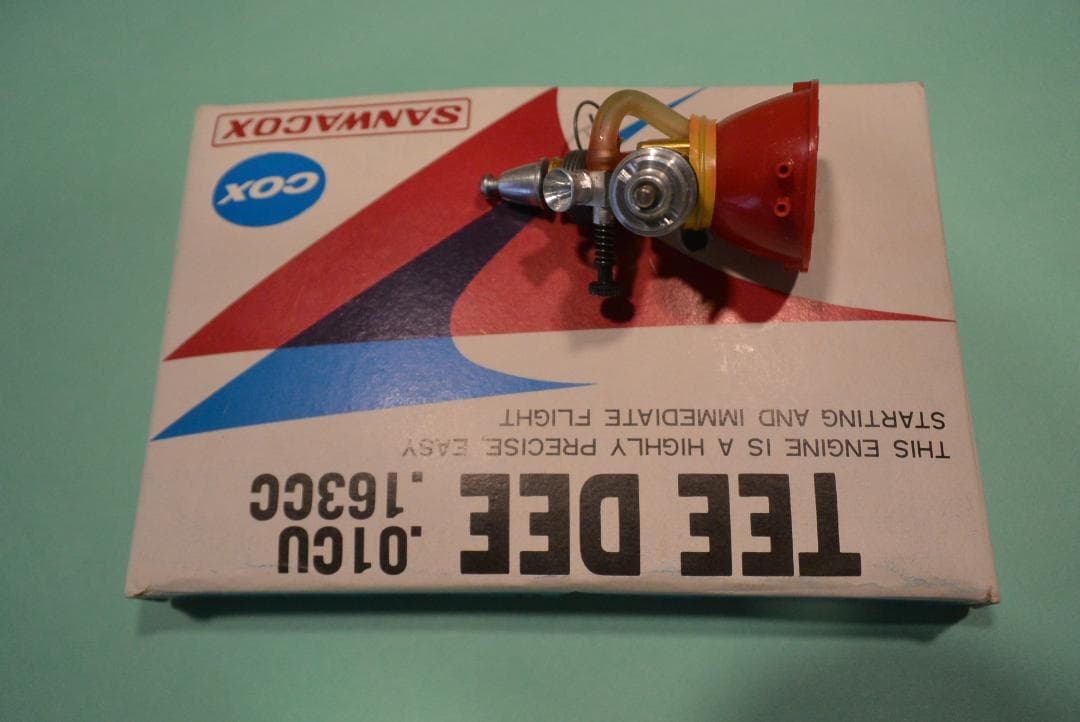 TEE DEE .01CU
.163CC
THIS ENGINE IS A HIGHLY PRECISE, EASY
STARTING AND IMMEDIATE FLIGHT
COX
SANWACOX